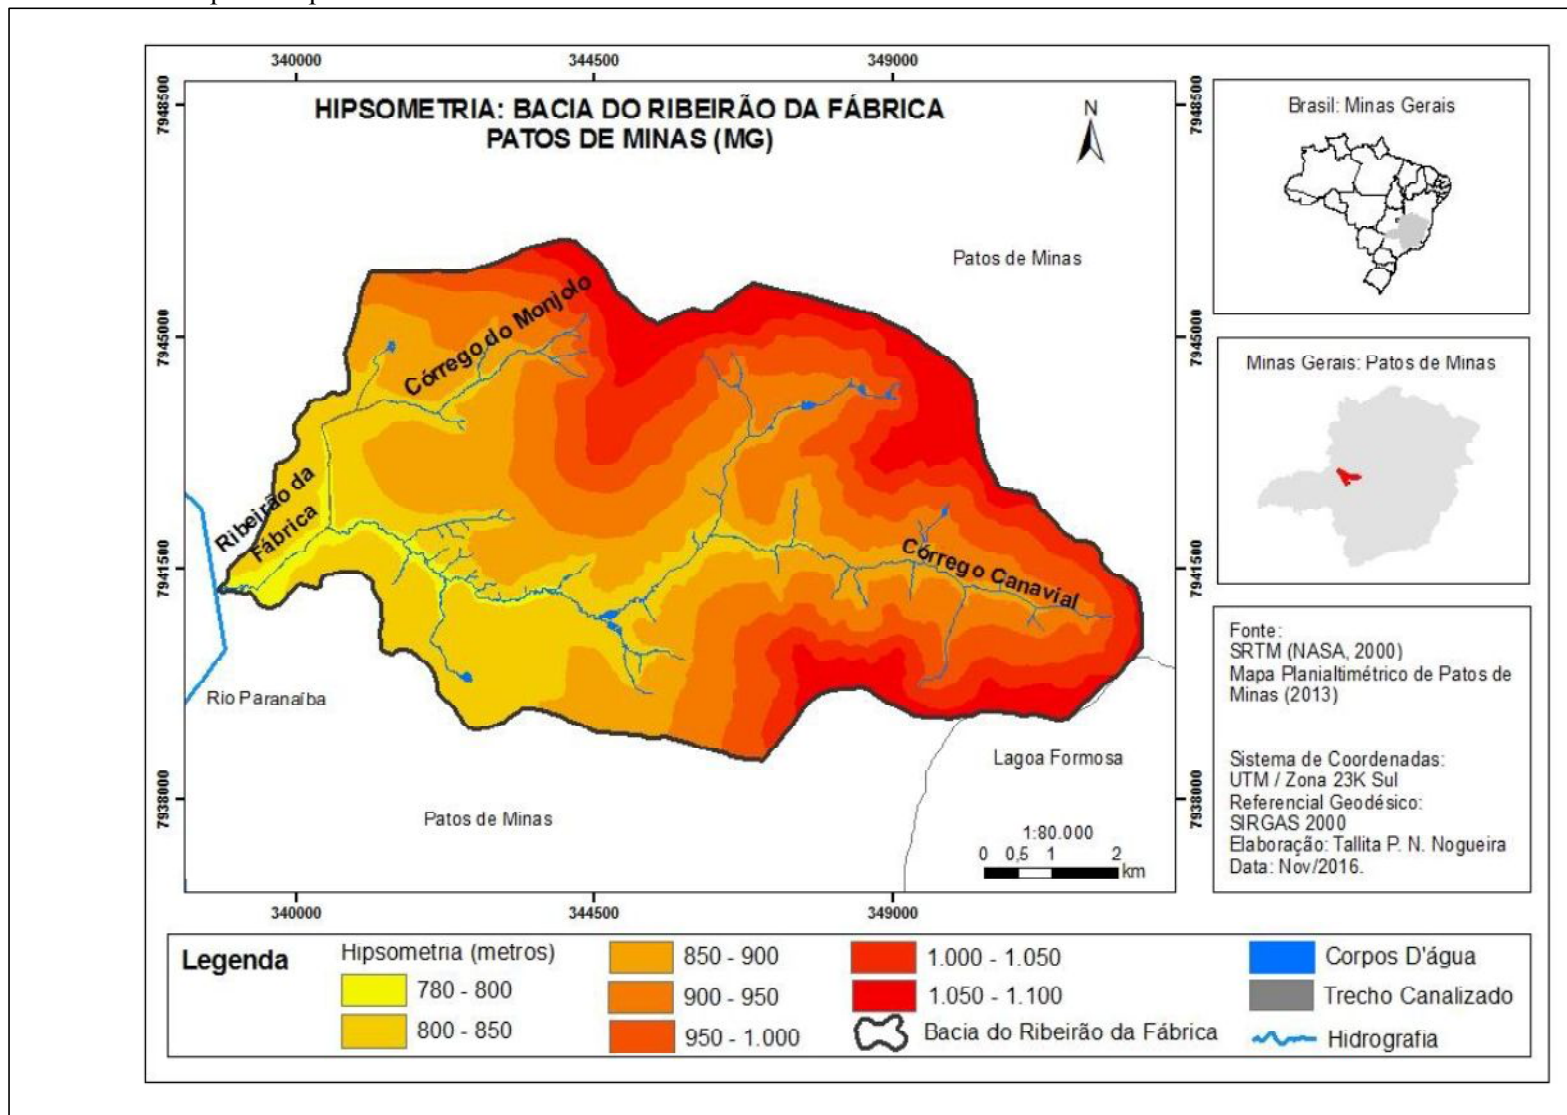 340000
344500
349000
7948500
7948500
HIPSOMETRIA: BACIA DO RIBEIRÃO DA FÁBRICA
PATOS DE MINAS (MG)
N
Patos de Minas
Córrego do Monjolo
7945000
7945000
Ribeirão da
Fábrica
Córrego Canavial
7941500
7941500
Rio Paranaíba
Lagoa Formosa
Patos de Minas
7938000
7938000
1:80.000
0 0,5 1 2
km
340000
344500
349000
Brasil: Minas Gerais
Minas Gerais: Patos de Minas
Fonte:
SRTM (NASA, 2000)
Mapa Planialtimétrico de Patos de
Minas (2013)
Sistema de Coordenadas:
UTM / Zona 23K Sul
Referencial Geodésico:
SIRGAS 2000
Elaboração: Tallita P. N. Nogueira
Data: Nov/2016.
Legenda
Hipsometria (metros)
780 - 800
800 - 850
850 - 900
900 - 950
950 - 1.000
1.000 - 1.050
1.050 - 1.100
Bacia do Ribeirão da Fábrica
Corpos D'água
Trecho Canalizado
Hidrografia